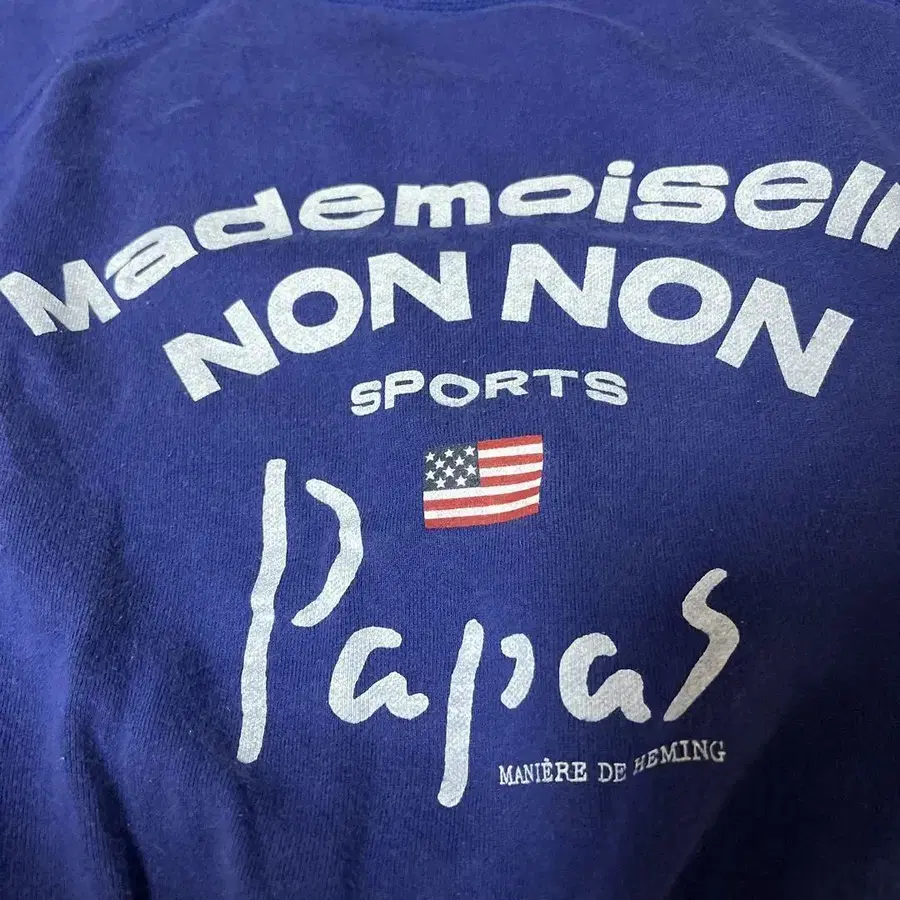 Mademoisell
NON NON
SPORTS
Papas
MANIÈRE DE HEMING